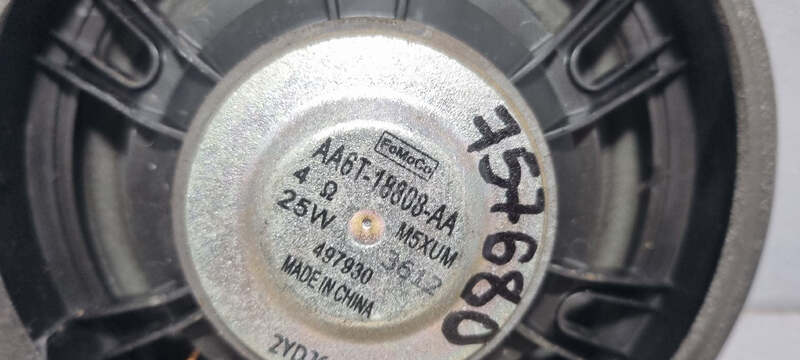 FoMoCo
AA6T-18808-AA
4 Ω
25W
M5XUM
3612
497930
MADE IN CHINA
757680